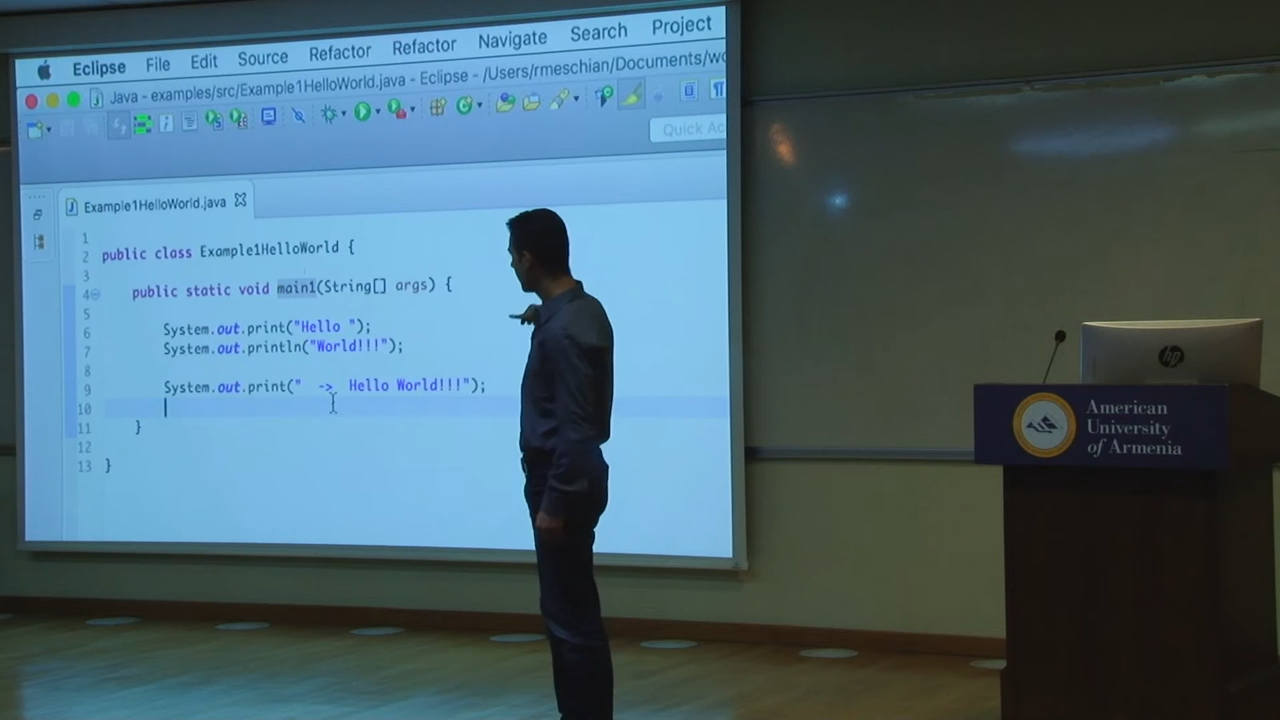 Eclipse File Edit Source Refactor Refactor Navigate Search Project
Java - examples/src/Example1HelloWorld.java - Eclipse - /Users/rmeschian/Documents/wo
Quick Ac
Example1HelloWorld.java
1
2 public class Example1HelloWorld {
3
4 public static void main1(String[] args) {
5
6 System.out.print("Hello ");
7 System.out.println("World!!!");
8
9 System.out.print("  ->  Hello World!!!");
10
11 }
12
13 }
hp
American
University
of Armenia